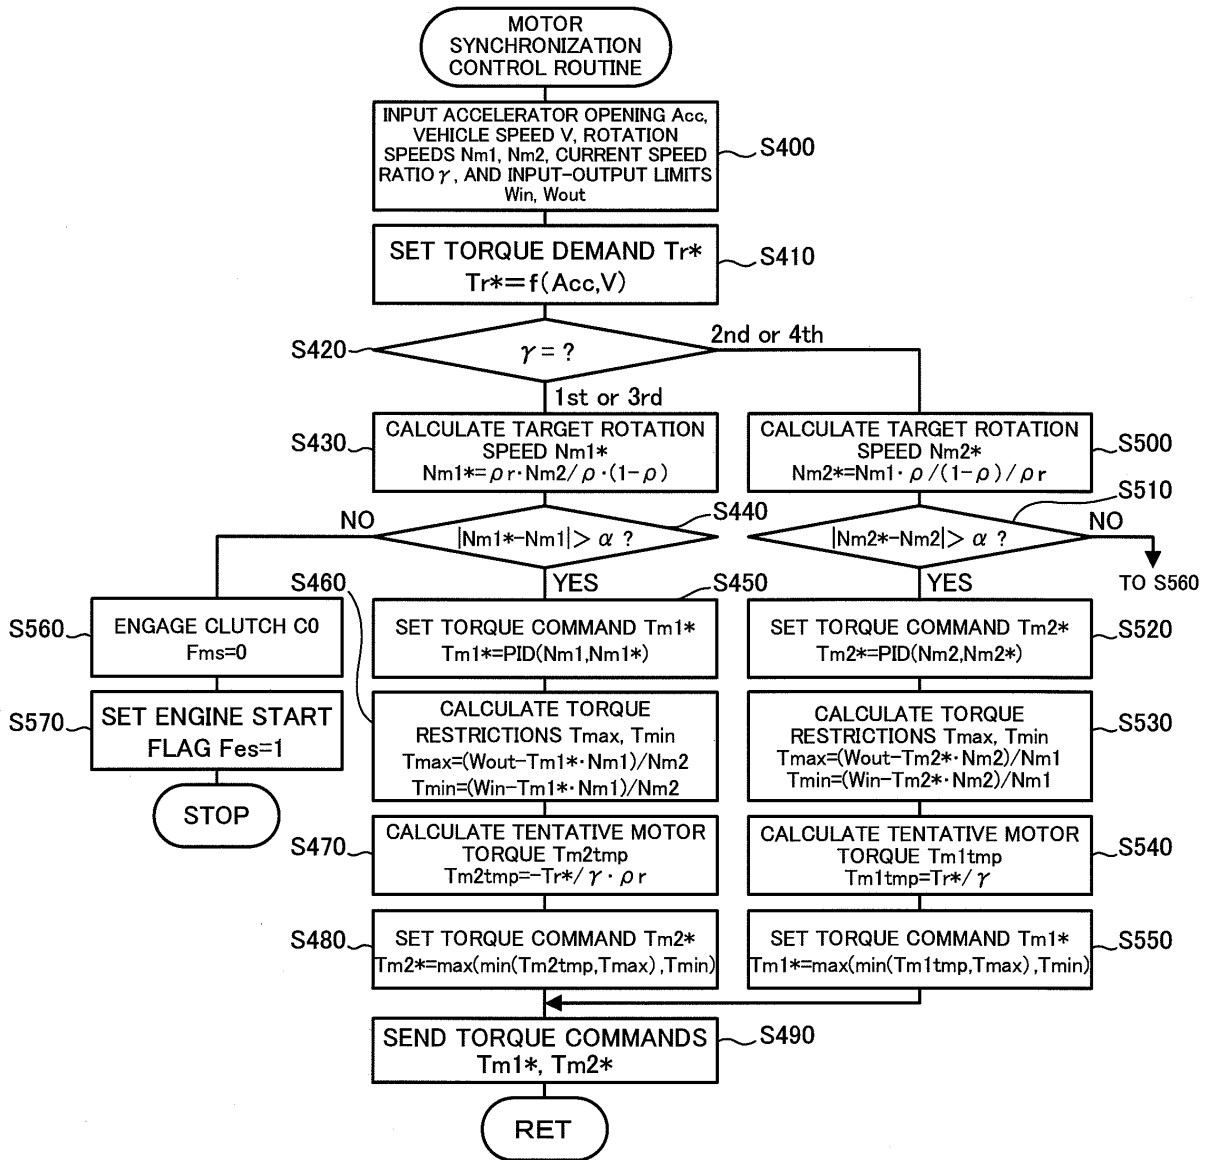 MOTOR
SYNCHRONIZATION
CONTROL ROUTINE
INPUT ACCELERATOR OPENING Acc,
VEHICLE SPEED V, ROTATION
SPEEDS Nm1, Nm2, CURRENT SPEED
RATIO γ, AND INPUT-OUTPUT LIMITS
Win, Wout
S400
SET TORQUE DEMAND Tr*
Tr*=f(Acc,V)
S410
S420
γ = ?
2nd or 4th
1st or 3rd
S430
CALCULATE TARGET ROTATION
SPEED Nm1*
Nm1*=ρr·Nm2/ρ·(1-ρ)
CALCULATE TARGET ROTATION
SPEED Nm2*
Nm2*=Nm1·ρ/(1-ρ)/ρr
S500
NO
|Nm1*-Nm1|> α ?
S440
YES
|Nm2*-Nm2|> α ?
S510
NO
TO S560
YES
S560
ENGAGE CLUTCH C0
Fms=0
S570
SET ENGINE START
FLAG Fes=1
STOP
S450
SET TORQUE COMMAND Tm1*
Tm1*=PID(Nm1,Nm1*)
SET TORQUE COMMAND Tm2*
Tm2*=PID(Nm2,Nm2*)
S520
S460
CALCULATE TORQUE
RESTRICTIONS Tmax, Tmin
Tmax=(Wout-Tm1*·Nm1)/Nm2
Tmin=(Win-Tm1*·Nm1)/Nm2
CALCULATE TORQUE
RESTRICTIONS Tmax, Tmin
Tmax=(Wout-Tm2*·Nm2)/Nm1
Tmin=(Win-Tm2*·Nm2)/Nm1
S530
S470
CALCULATE TENTATIVE MOTOR
TORQUE Tm2tmp
Tm2tmp=-Tr*/γ·ρr
CALCULATE TENTATIVE MOTOR
TORQUE Tm1tmp
Tm1tmp=Tr*/γ
S540
S480
SET TORQUE COMMAND Tm2*
Tm2*=max(min(Tm2tmp,Tmax),Tmin)
SET TORQUE COMMAND Tm1*
Tm1*=max(min(Tm1tmp,Tmax),Tmin)
S550
SEND TORQUE COMMANDS
Tm1*, Tm2*
S490
RET